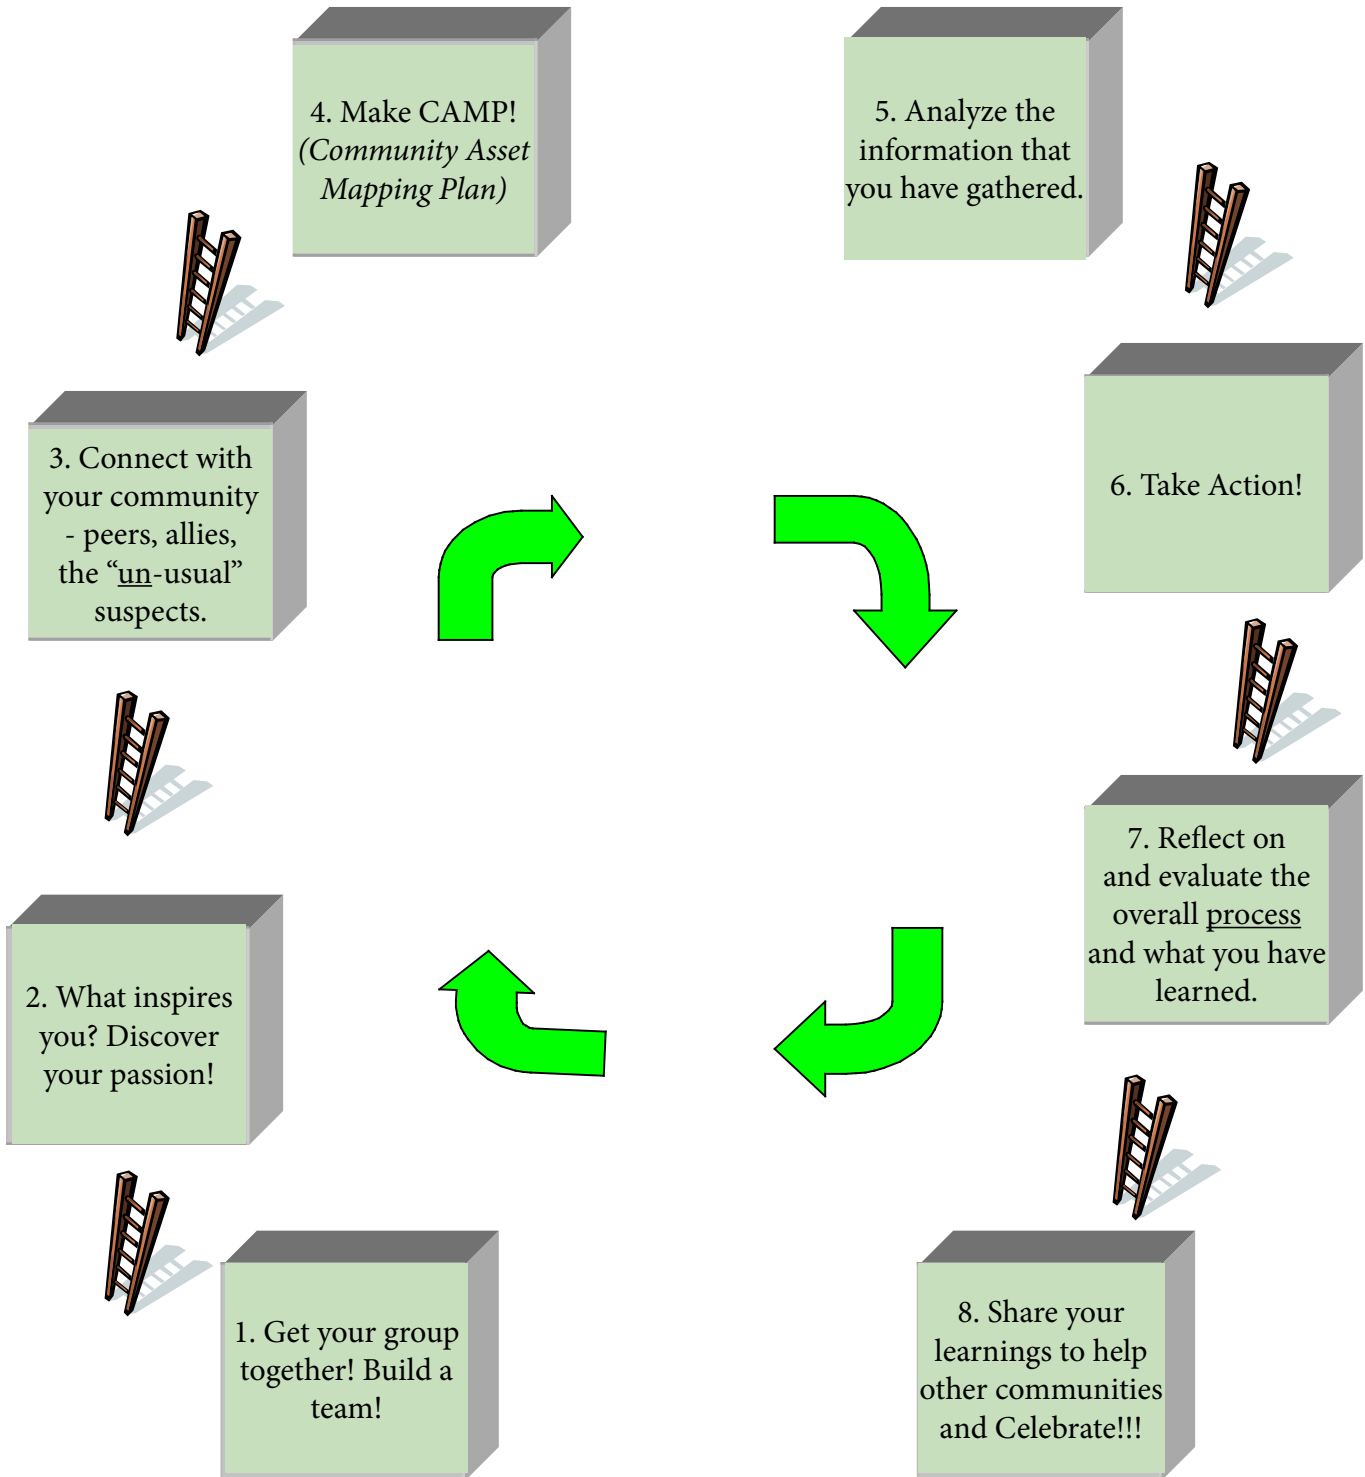 4. Make CAMP!
(Community Asset
Mapping Plan)
5. Analyze the
information that
you have gathered.
3. Connect with
your community
- peers, allies,
the “un-usual”
suspects.
6. Take Action!
2. What inspires
you? Discover
your passion!
7. Reflect on
and evaluate the
overall process
and what you have
learned.
1. Get your group
together! Build a
team!
8. Share your
learnings to help
other communities
and Celebrate!!!